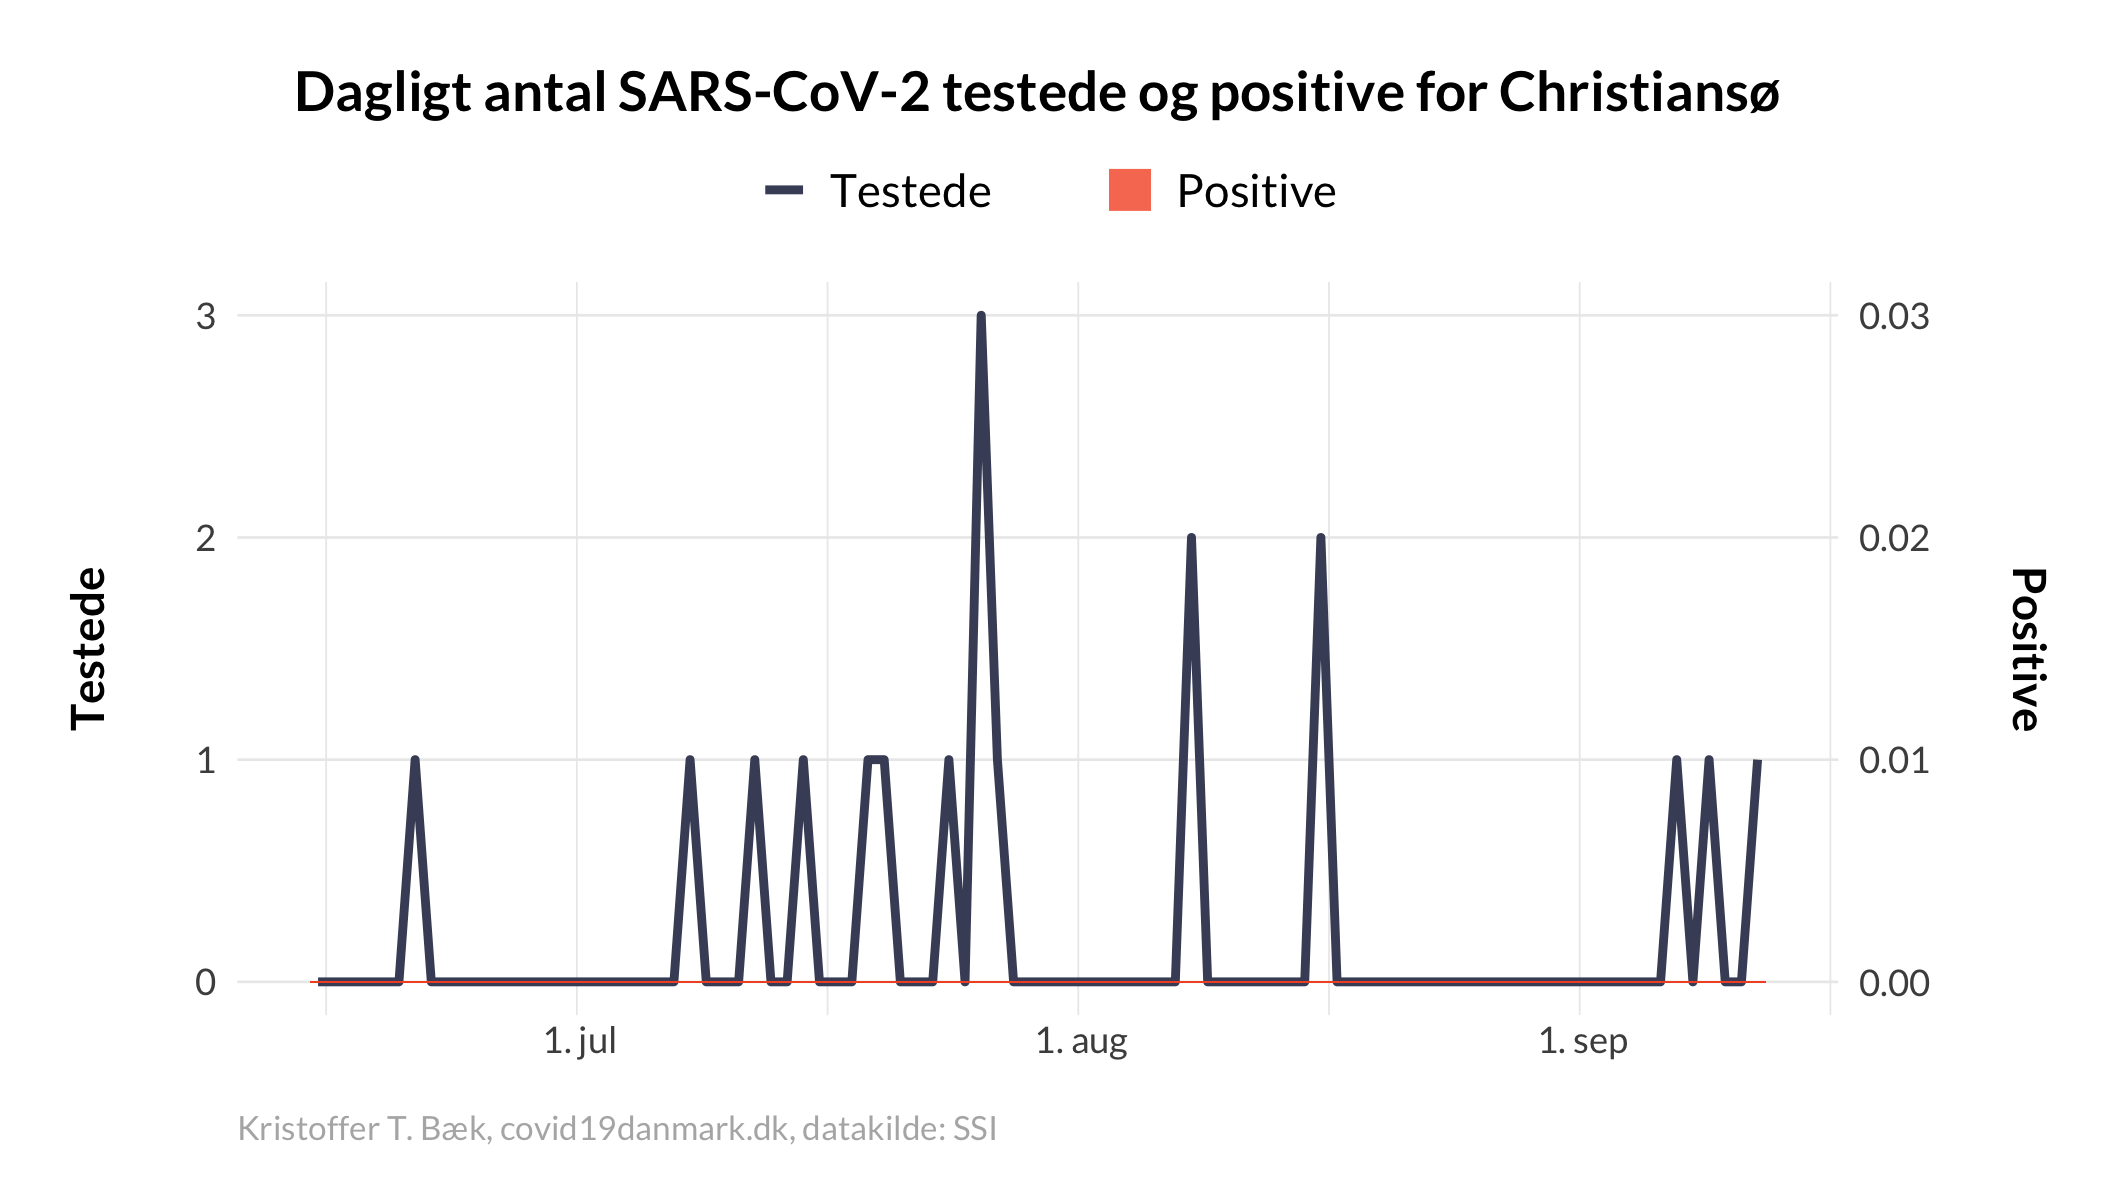 Dagligt antal SARS-CoV-2 testede og positive for Christiansø
Testede Positive
3 0.03
2 0.02
1 0.01
0 0.00
Testede
Positive
1. jul 1. aug 1. sep
Kristoffer T. Bæk, covid19danmark.dk, datakilde: SSI